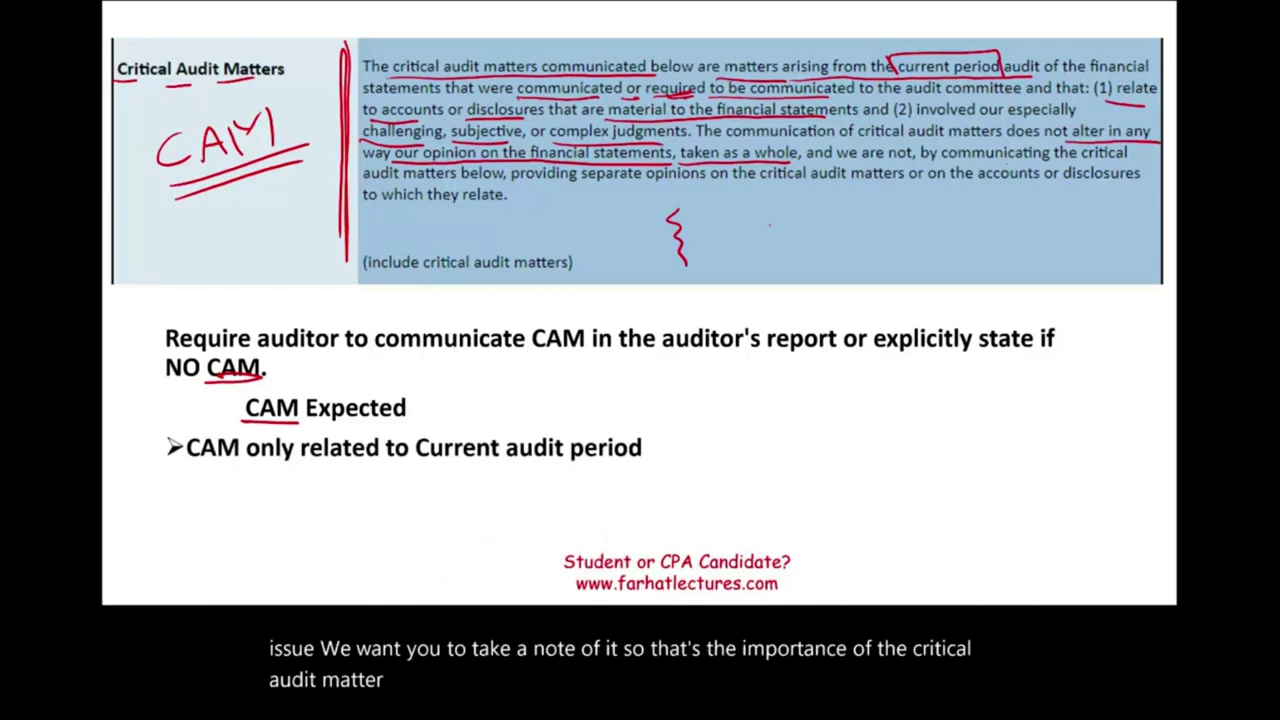 Critical Audit Matters
CAM
The critical audit matters communicated below are matters arising from the current period audit of the financial
statements that were communicated or required to be communicated to the audit committee and that: (1) relate
to accounts or disclosures that are material to the financial statements and (2) involved our especially
challenging, subjective, or complex judgments. The communication of critical audit matters does not alter in any
way our opinion on the financial statements, taken as a whole, and we are not, by communicating the critical
audit matters below, providing separate opinions on the critical audit matters or on the accounts or disclosures
to which they relate.
(include critical audit matters)
Require auditor to communicate CAM in the auditor's report or explicitly state if
NO CAM.
CAM Expected
➢CAM only related to Current audit period
Student or CPA Candidate?
www.farhatlectures.com
issue We want you to take a note of it so that's the importance of the critical
audit matter